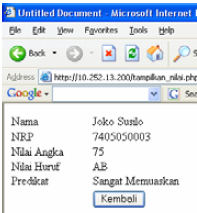 Untitled Document - Microsoft Internet
File Edit View Favorites Tools Help
Back
Address http://10.252.13.200/tampilkan_nilai.php
Google
Nama Joko Susilo
NRP 7405050003
Nilai Angka 75
Nilai Huruf AB
Predikat Sangat Memuaskan
Kembali